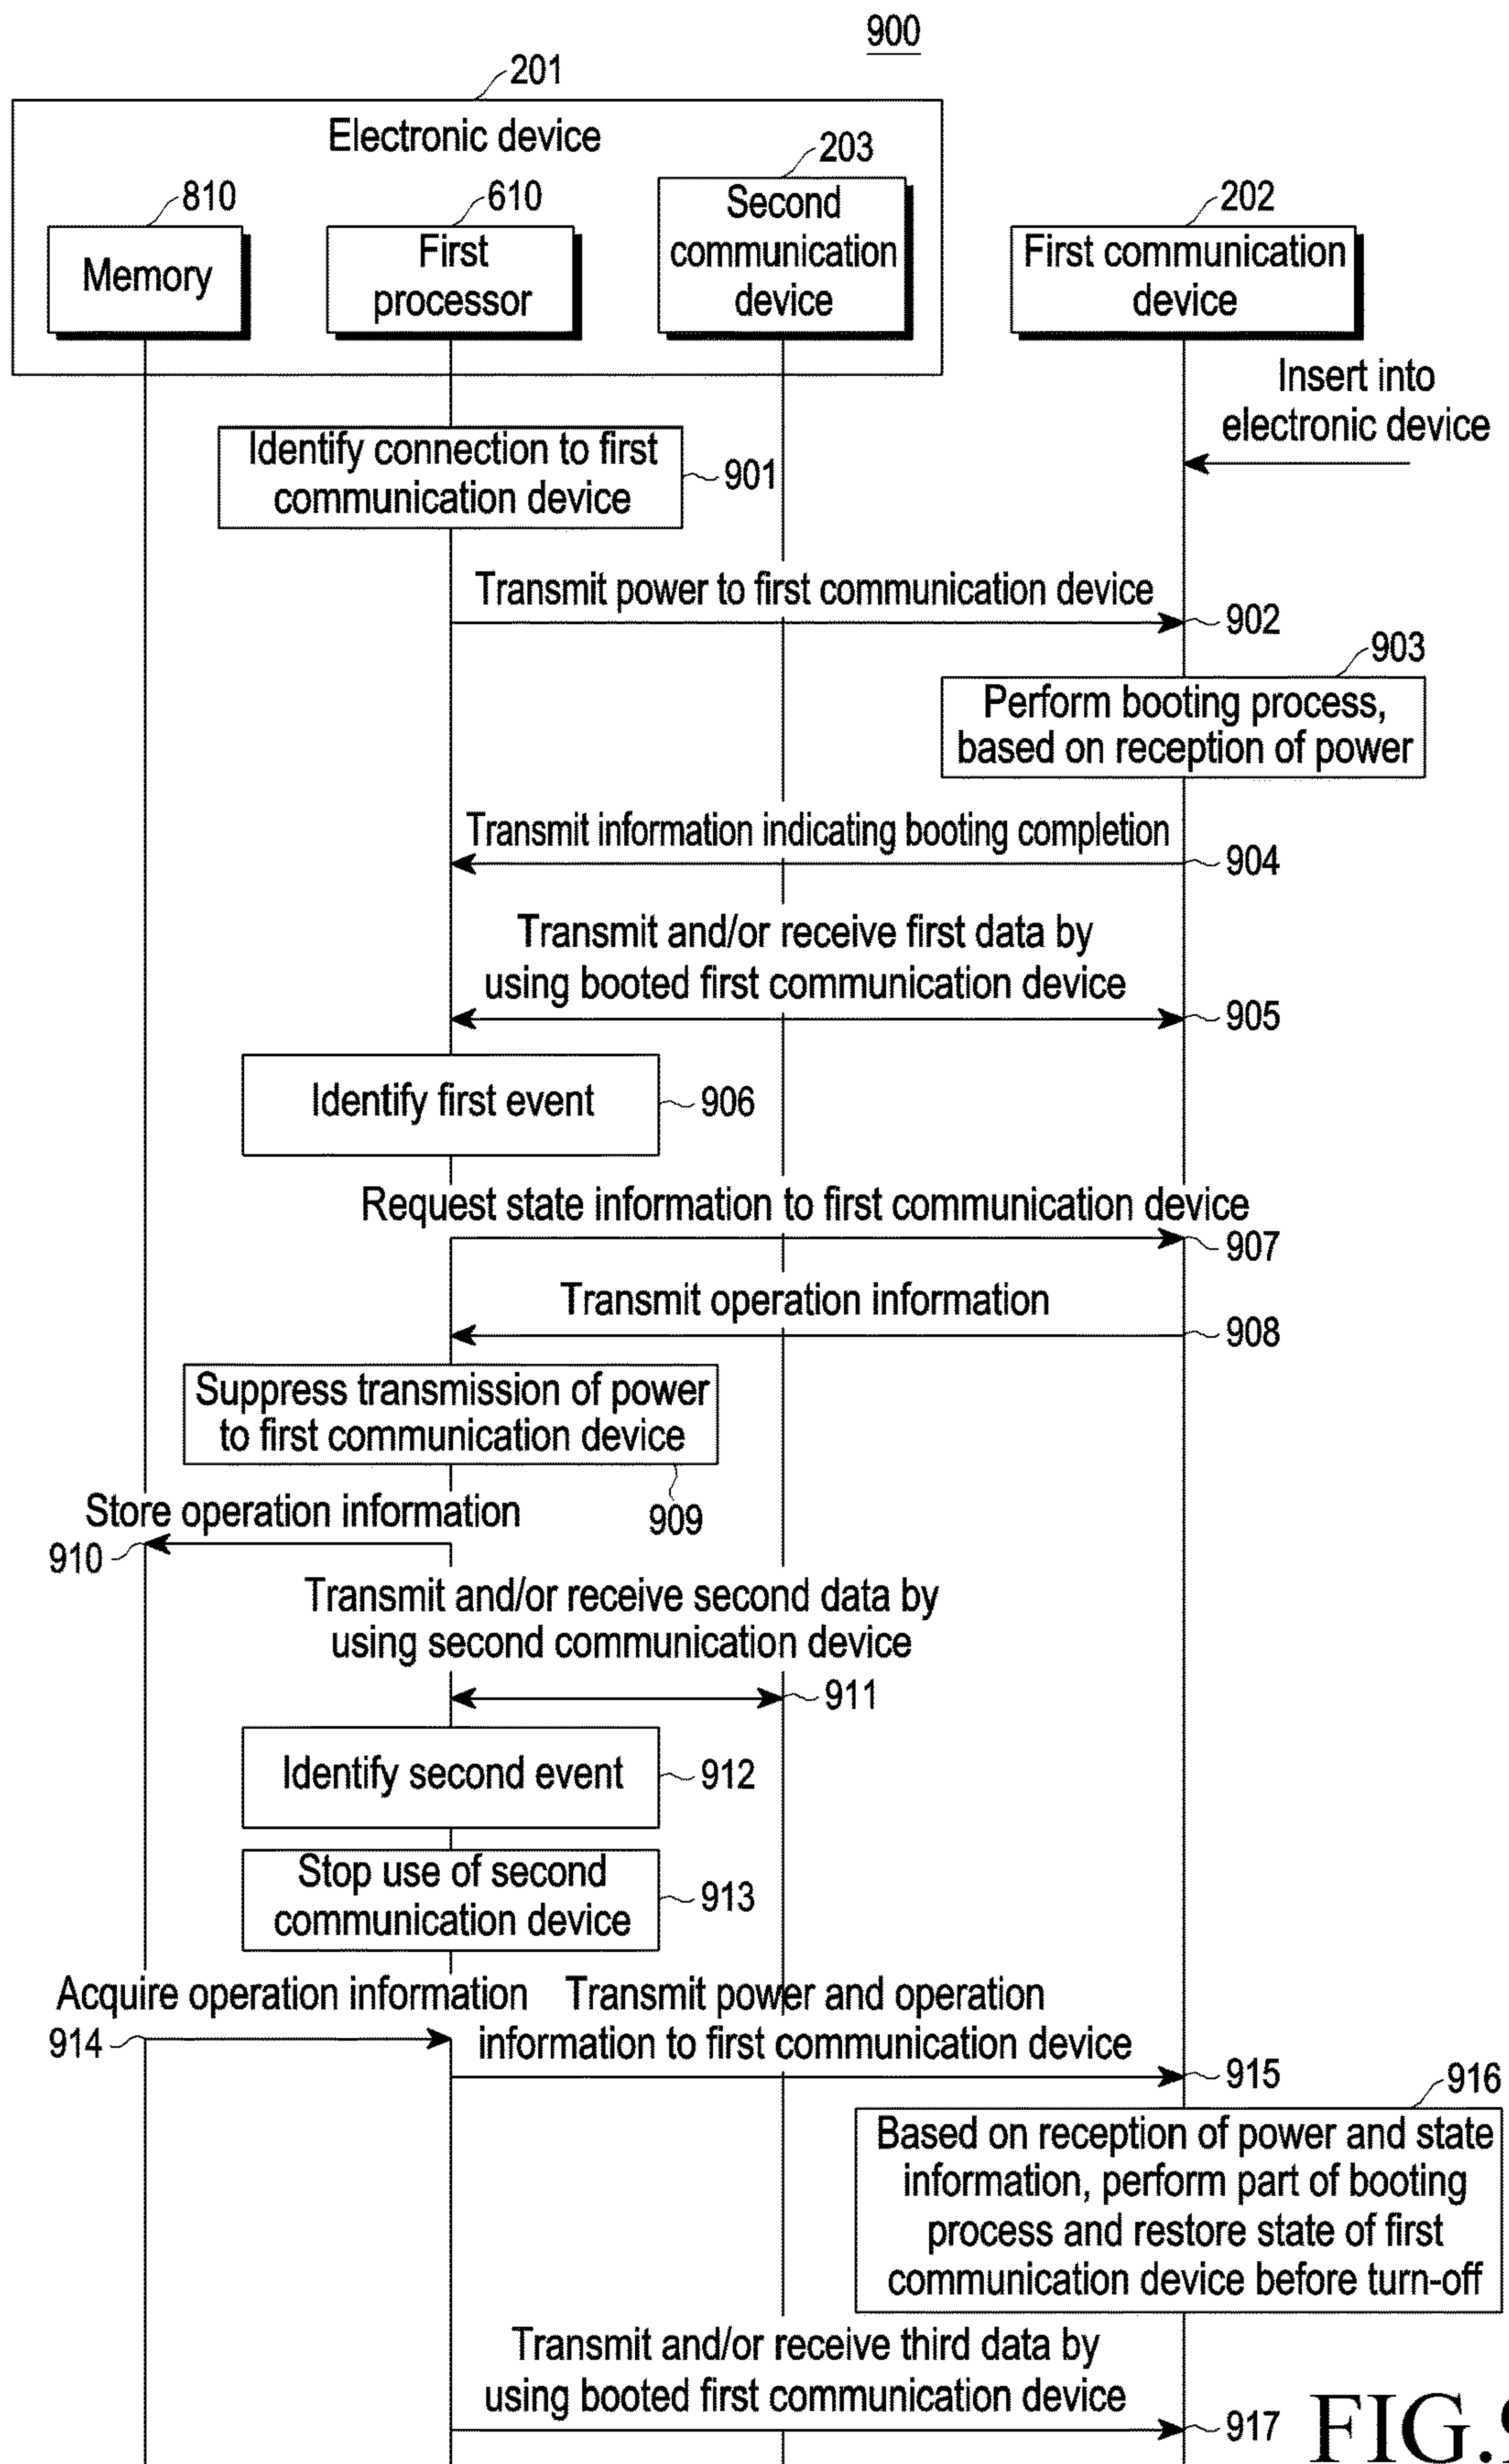 900
201
Electronic device
203
810
610
Second
communication
device
202
Memory
First
processor
First communication
device
Insert into
electronic device
Identify connection to first
communication device
901
Transmit power to first communication device
902
903
Perform booting process,
based on reception of power
Transmit information indicating booting completion
904
Transmit and/or receive first data by
using booted first communication device
905
Identify first event
906
Request state information to first communication device
907
Transmit operation information
908
Suppress transmission of power
to first communication device
909
Store operation information
910
Transmit and/or receive second data by
using second communication device
911
Identify second event
912
Stop use of second
communication device
913
Acquire operation information
914
Transmit power and operation
information to first communication device
915
916
Based on reception of power and state
information, perform part of booting
process and restore state of first
communication device before turn-off
Transmit and/or receive third data by
using booted first communication device
917
FIG.9